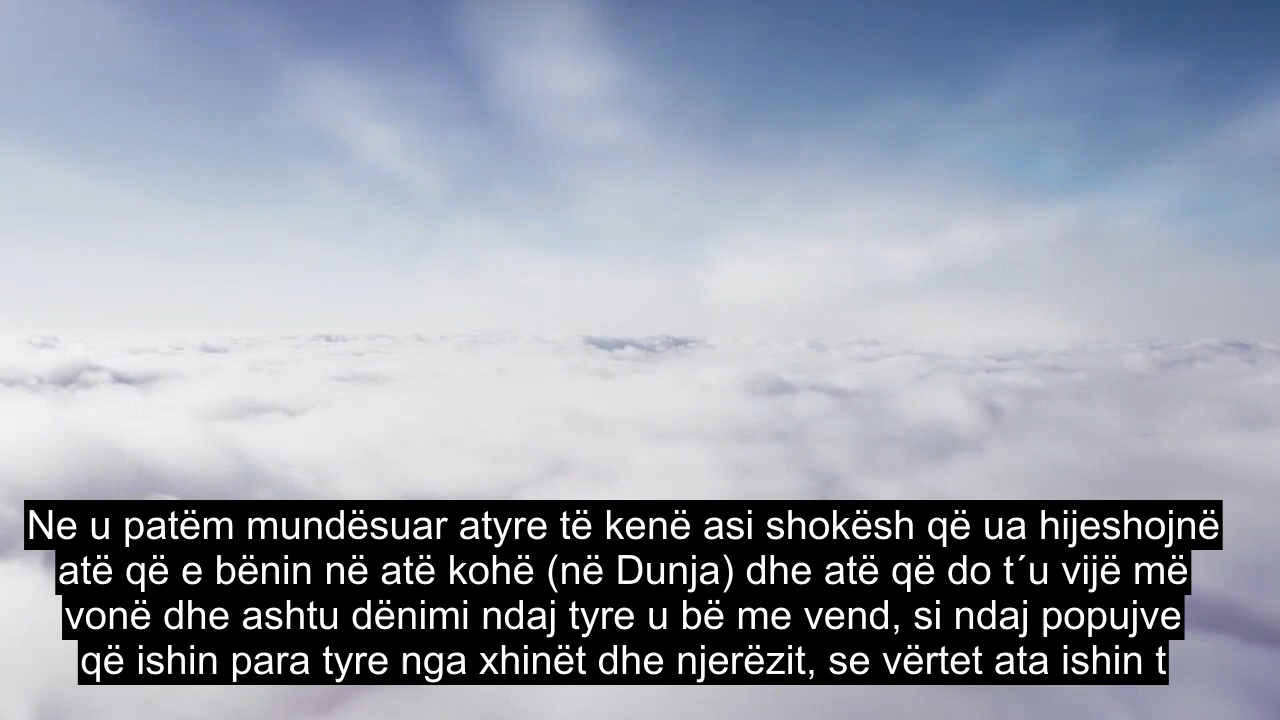 Ne u patëm mundësuar atyre të kenë asi shokësh që ua hijeshojnë
atë që e bënin në atë kohë (në Dunja) dhe atë që do t´u vijë më
vonë dhe ashtu dënimi ndaj tyre u bë me vend, si ndaj popujve
që ishin para tyre nga xhinët dhe njerëzit, se vërtet ata ishin t